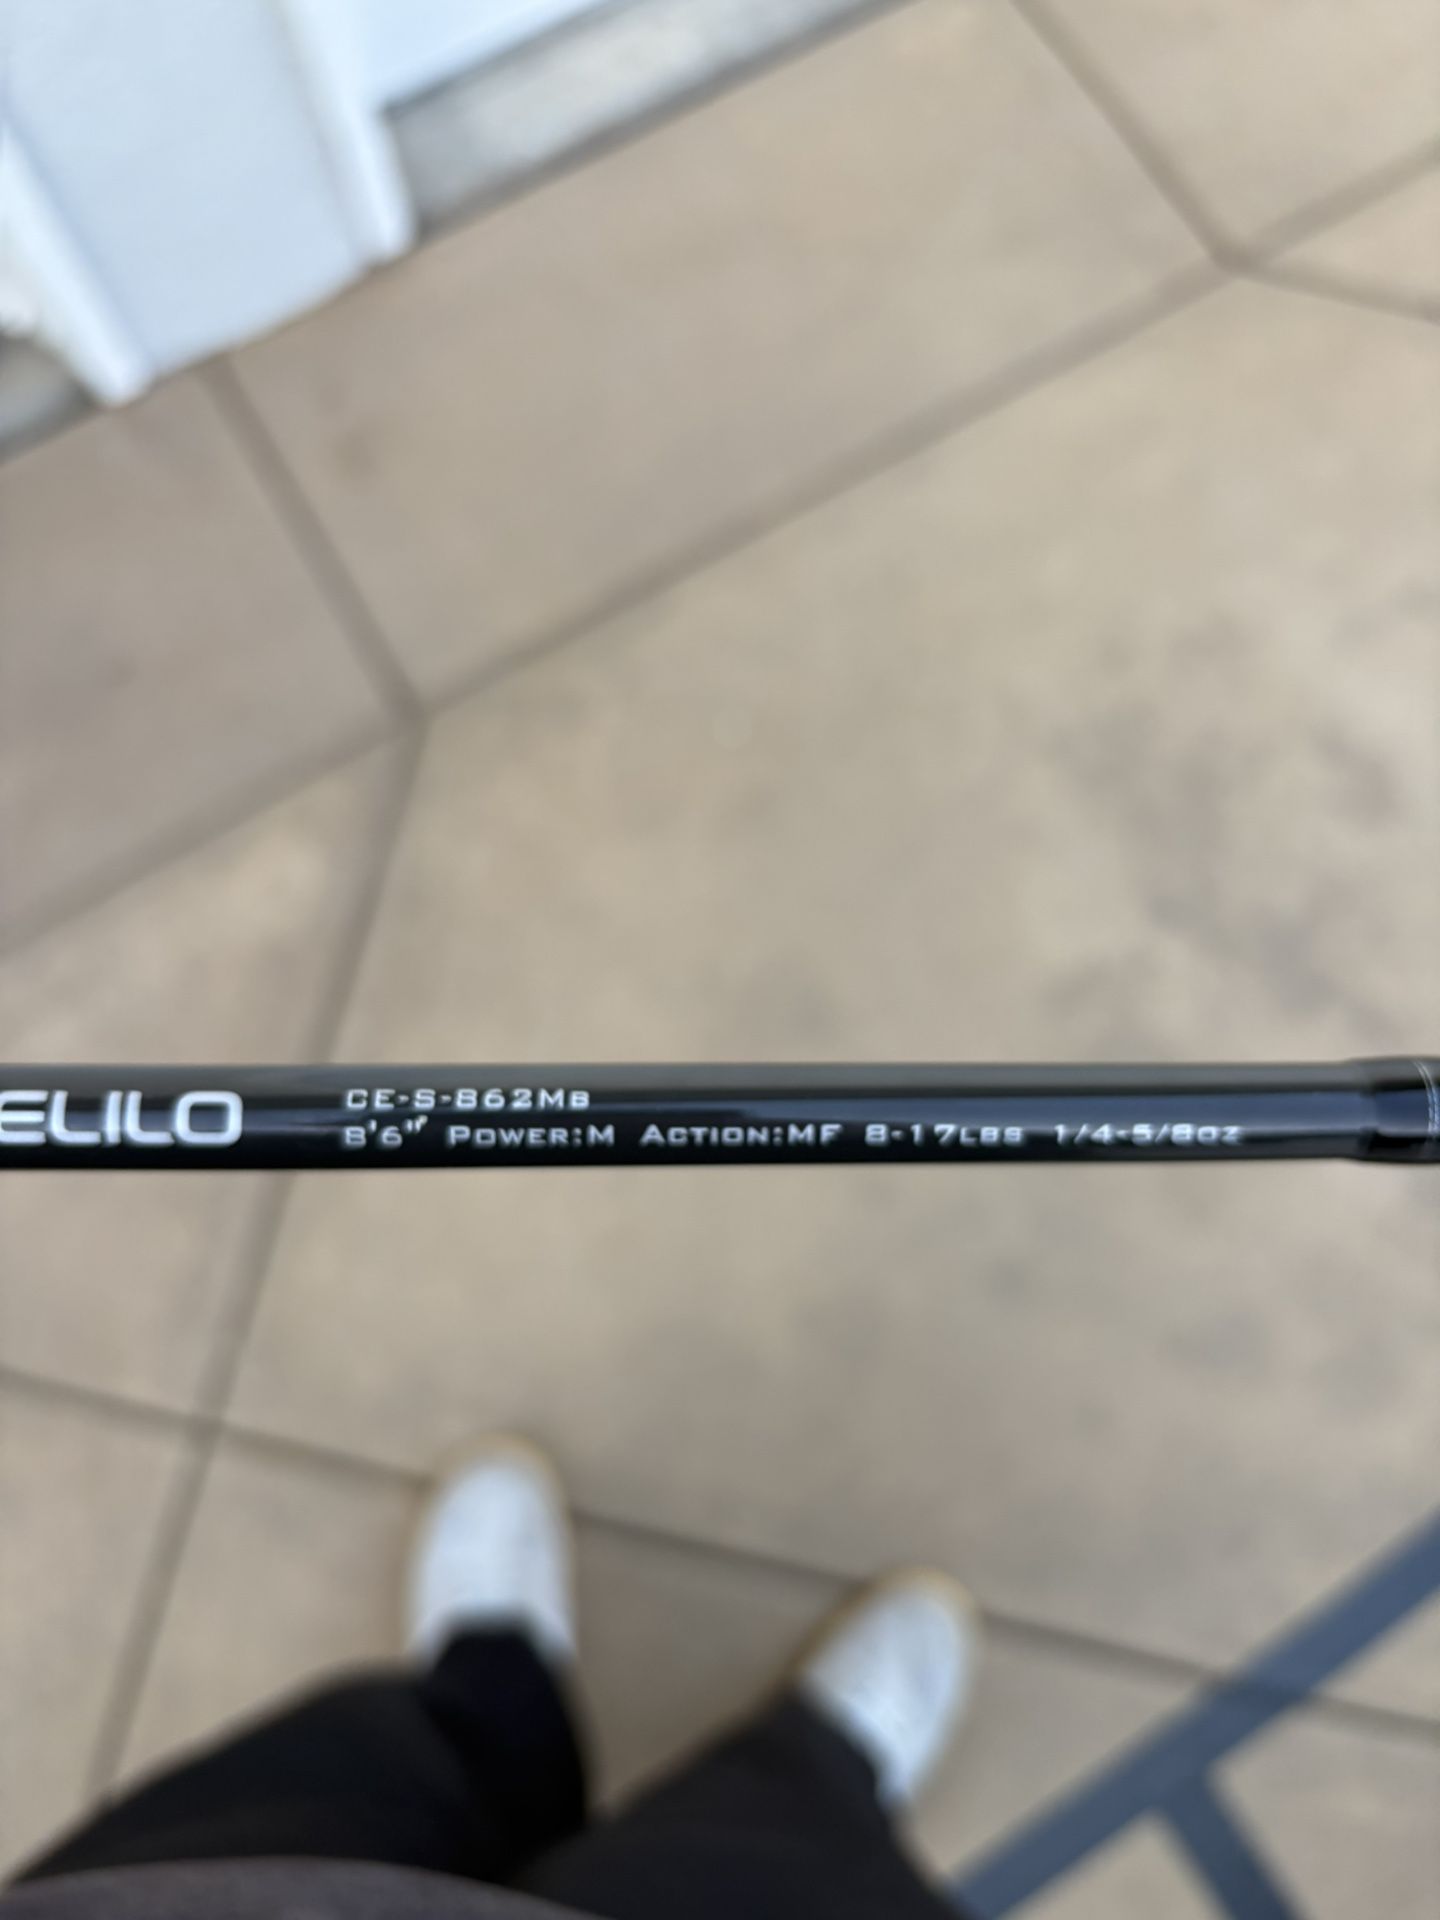 ELILO
CE-S-862MB
8'6" POWER:M ACTION:MF 8-17LBS 1/4-5/8OZ